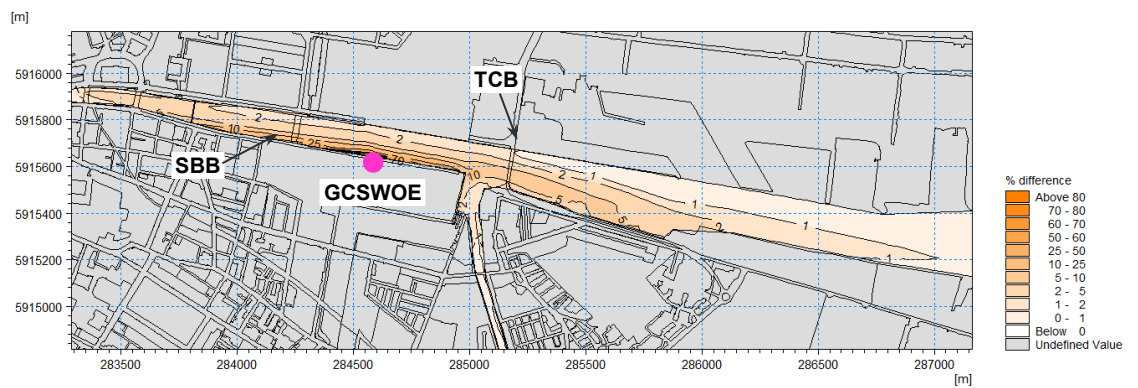 [m]
5916000
5915800
5915600
5915400
5915200
5915000
283500
284000
284500
285000
285500
286000
286500
287000
[m]
TCB
SBB
GCSWOE
2
10
25
70
2
10
2
1
2
5
5
2
1
1
1
% difference
Above 80
70 - 80
60 - 70
50 - 60
25 - 50
10 - 25
5 - 10
2 - 5
1 - 2
0 - 1
Below 0
Undefined Value